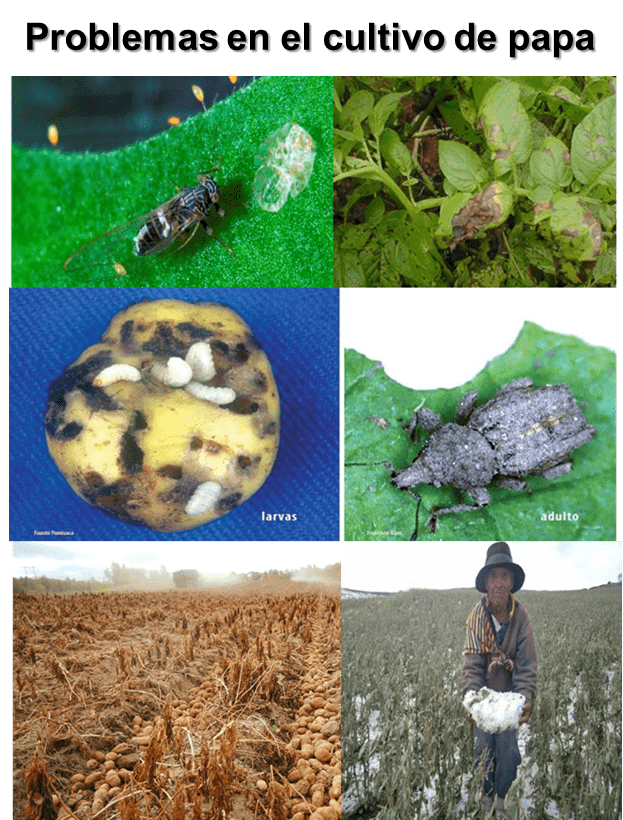 Problemas en el cultivo de papa
larvas
adulto